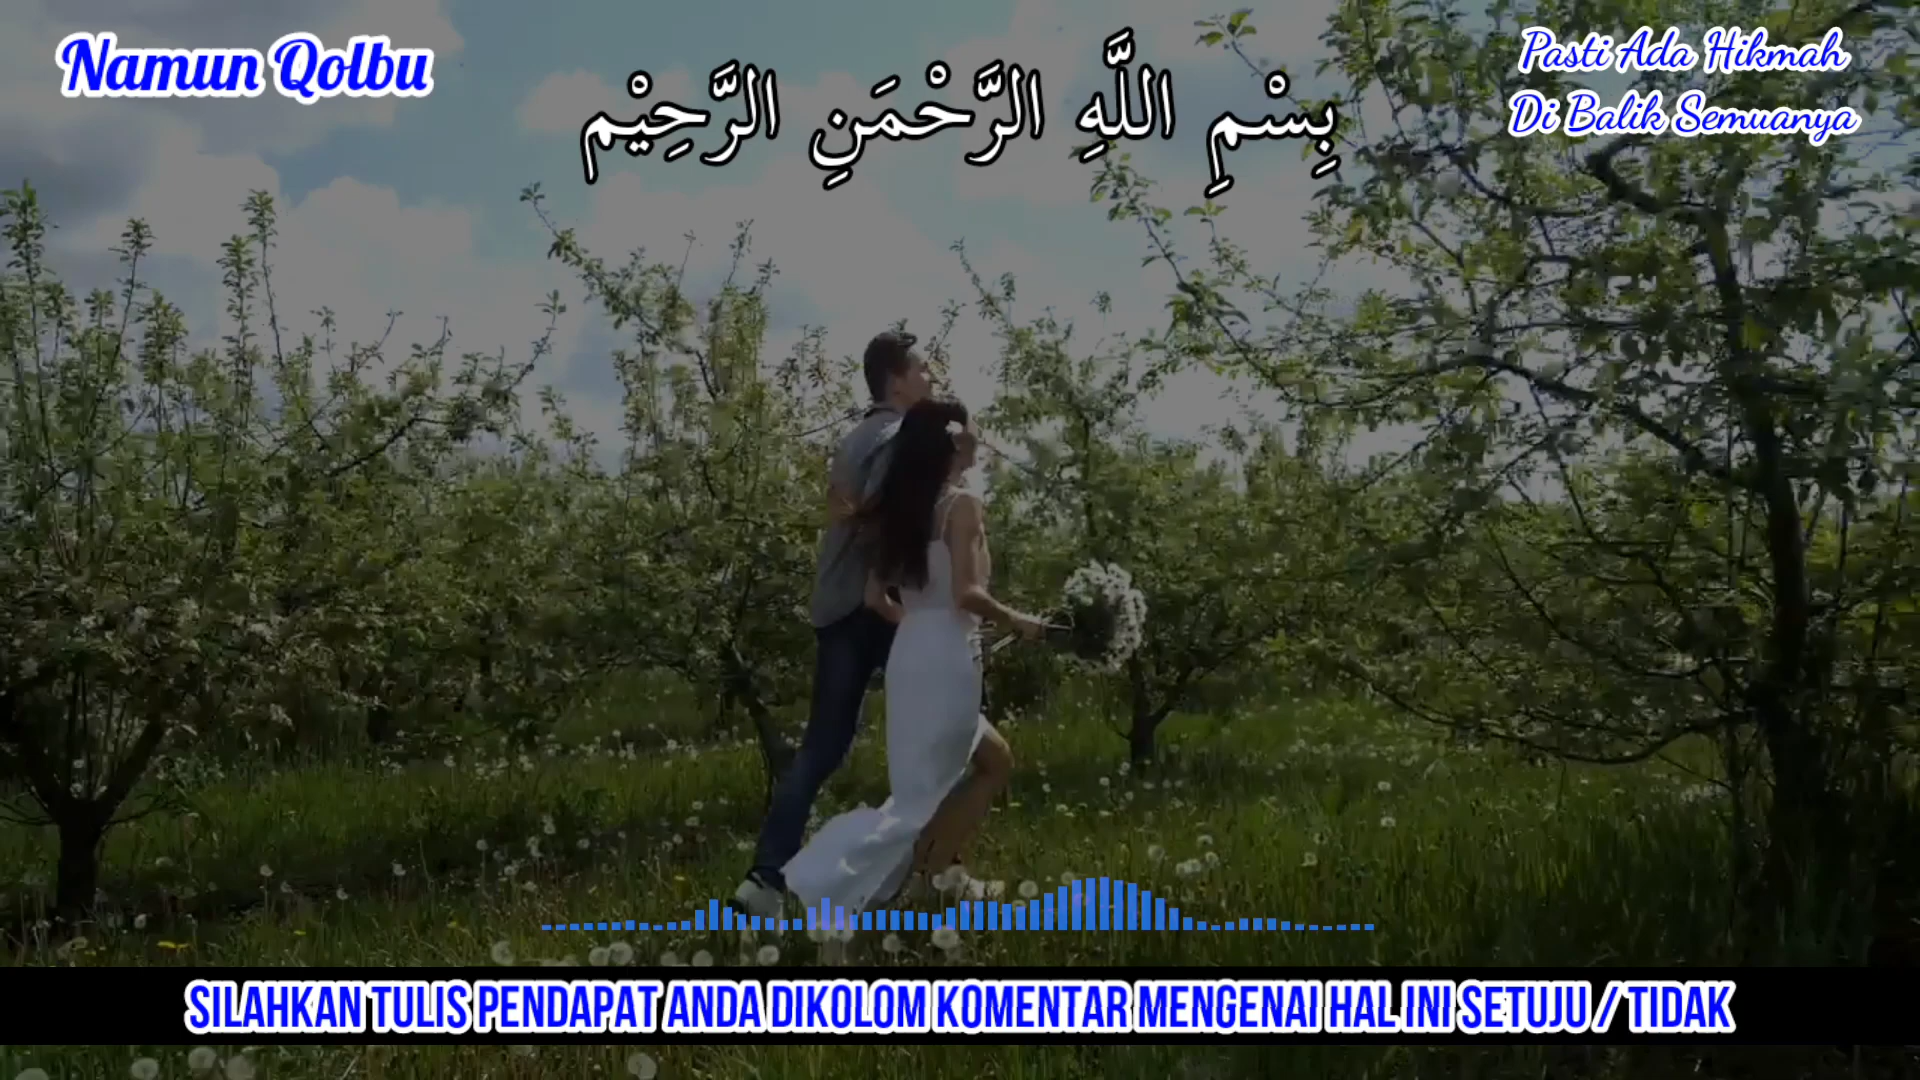 Namun Qolbu
بِسْمِ اللَّهِ الرَّحْمَنِ الرَّحِيْمِ
Pasti Ada Hikmah
Di Balik Semuanya
SILAHKAN TULIS PENDAPAT ANDA DIKOLOM KOMENTAR MENGENAI HAL INI SETUJU / TIDAK